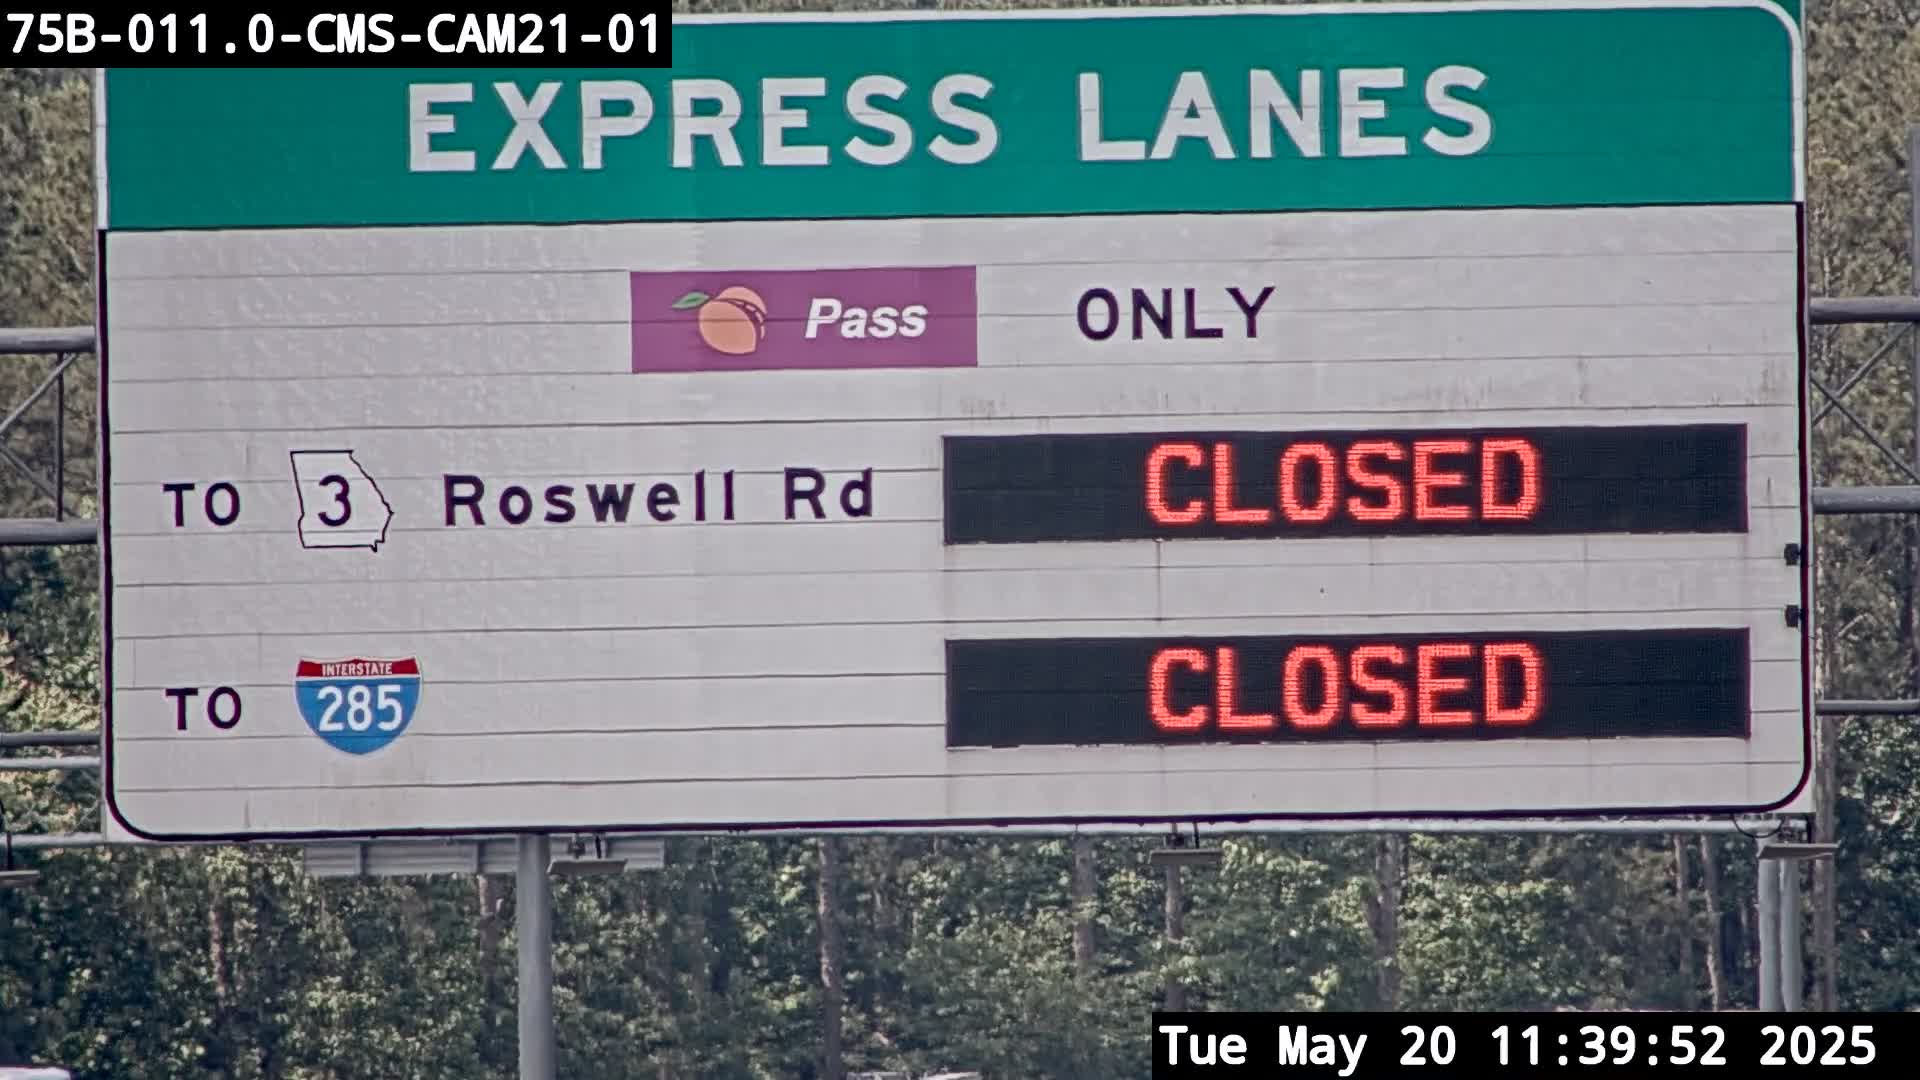 75B-011.0-CMS-CAM21-01
EXPRESS LANES
Pass ONLY
TO 3 Roswell Rd CLOSED
INTERSTATE
TO 285 CLOSED
Tue May 20 11:39:52 2025